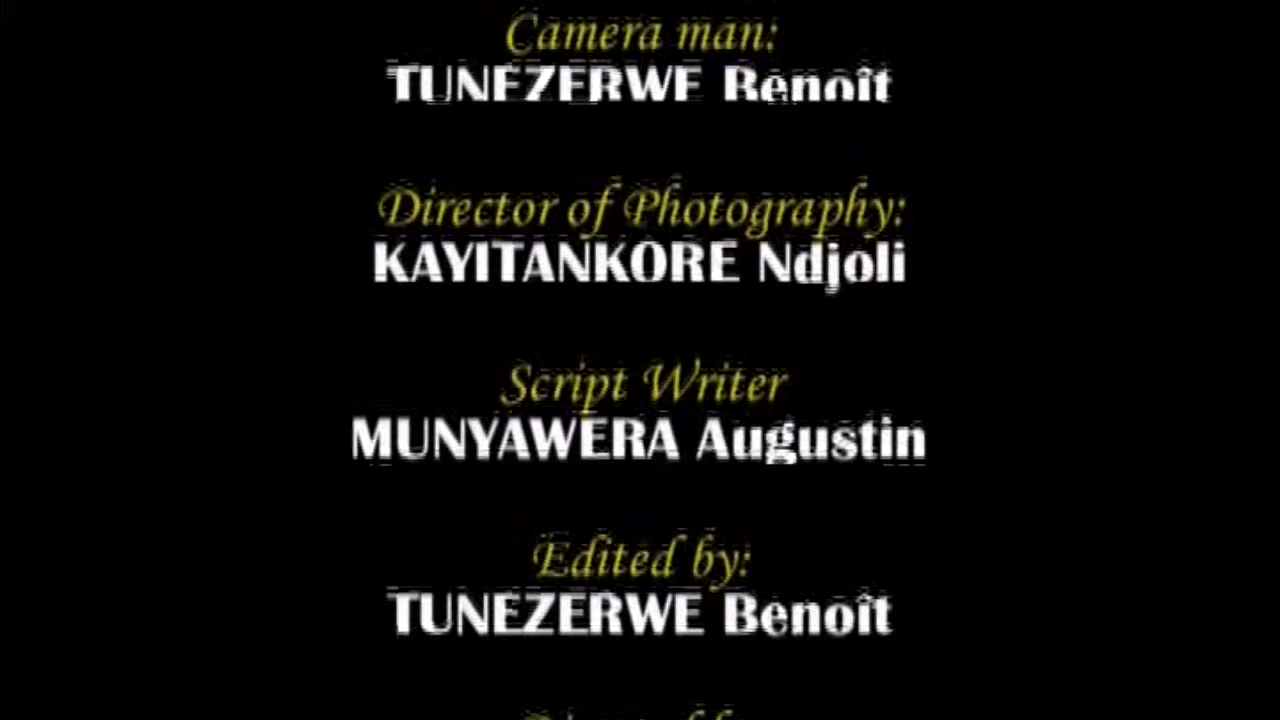 Camera man:
TUNEZERWE Benoît
Director of Photography:
KAYITANKORE Ndjoli
Script Writer
MUNYAWERA Augustin
Edited by:
TUNEZERWE Benoît